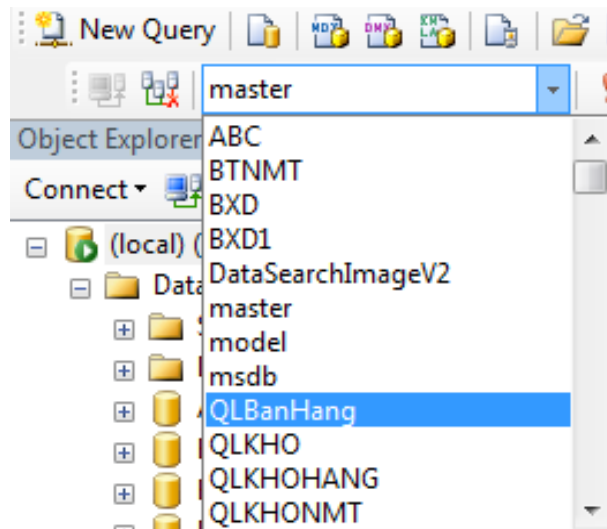 New Query
master
Object Explorer
Connect
ABC
BTNMT
BXD
BXD1
(local) (
DataSearchImageV2
Data
master
model
msdb
QLBanHang
QLKHO
QLKHOHANG
QLKHONMT